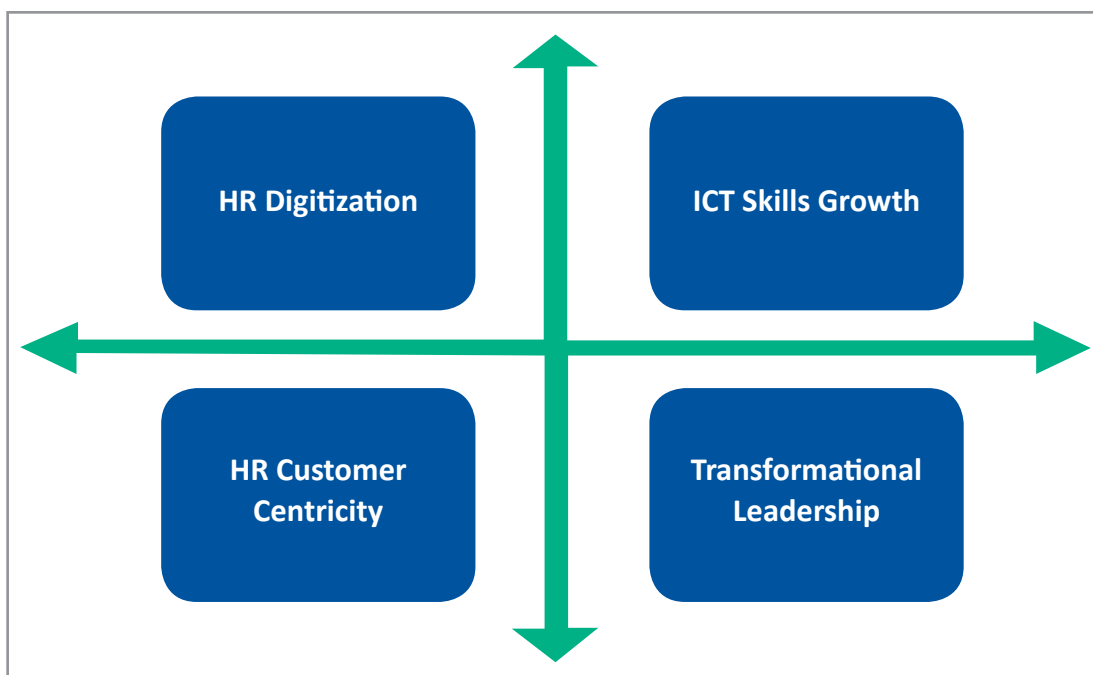 HR Digitization
ICT Skills Growth
HR Customer
Centricity
Transformational
Leadership